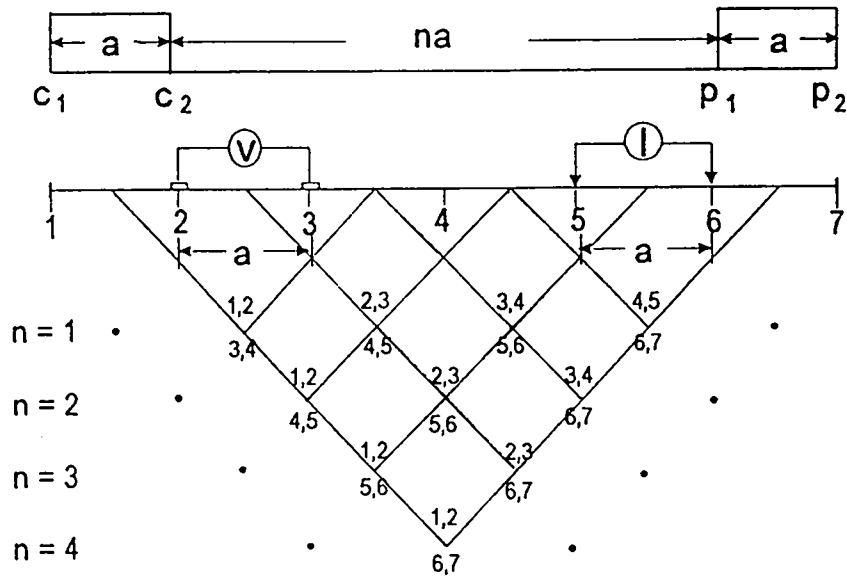 a na a
C1 C2 P1 P2
V I
1 2 3 4 5 6 7
a a
1,2 2,3 3,4 4,5
n = 1
3,4 4,5 5,6 6,7
1,2 2,3 3,4
n = 2
4,5 5,6 6,7
1,2 2,3
n = 3
5,6 6,7
1,2
n = 4
6,7